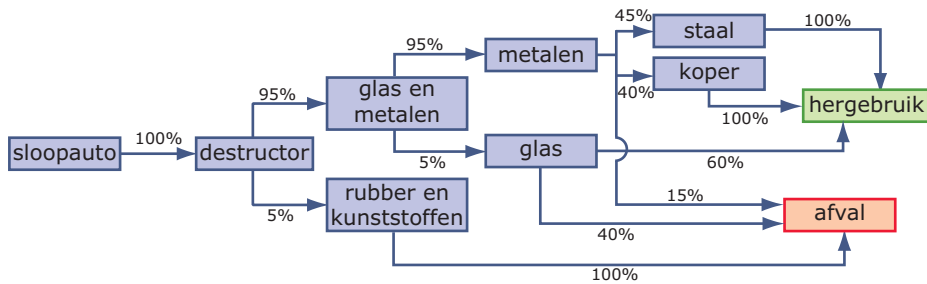 45%
staal
100%
95%
metalen
koper
40%
95%
glas en
metalen
100%
hergebruik
100%
sloopauto
destructor
5%
glas
60%
5%
rubber en
kunststoffen
15%
afval
40%
100%